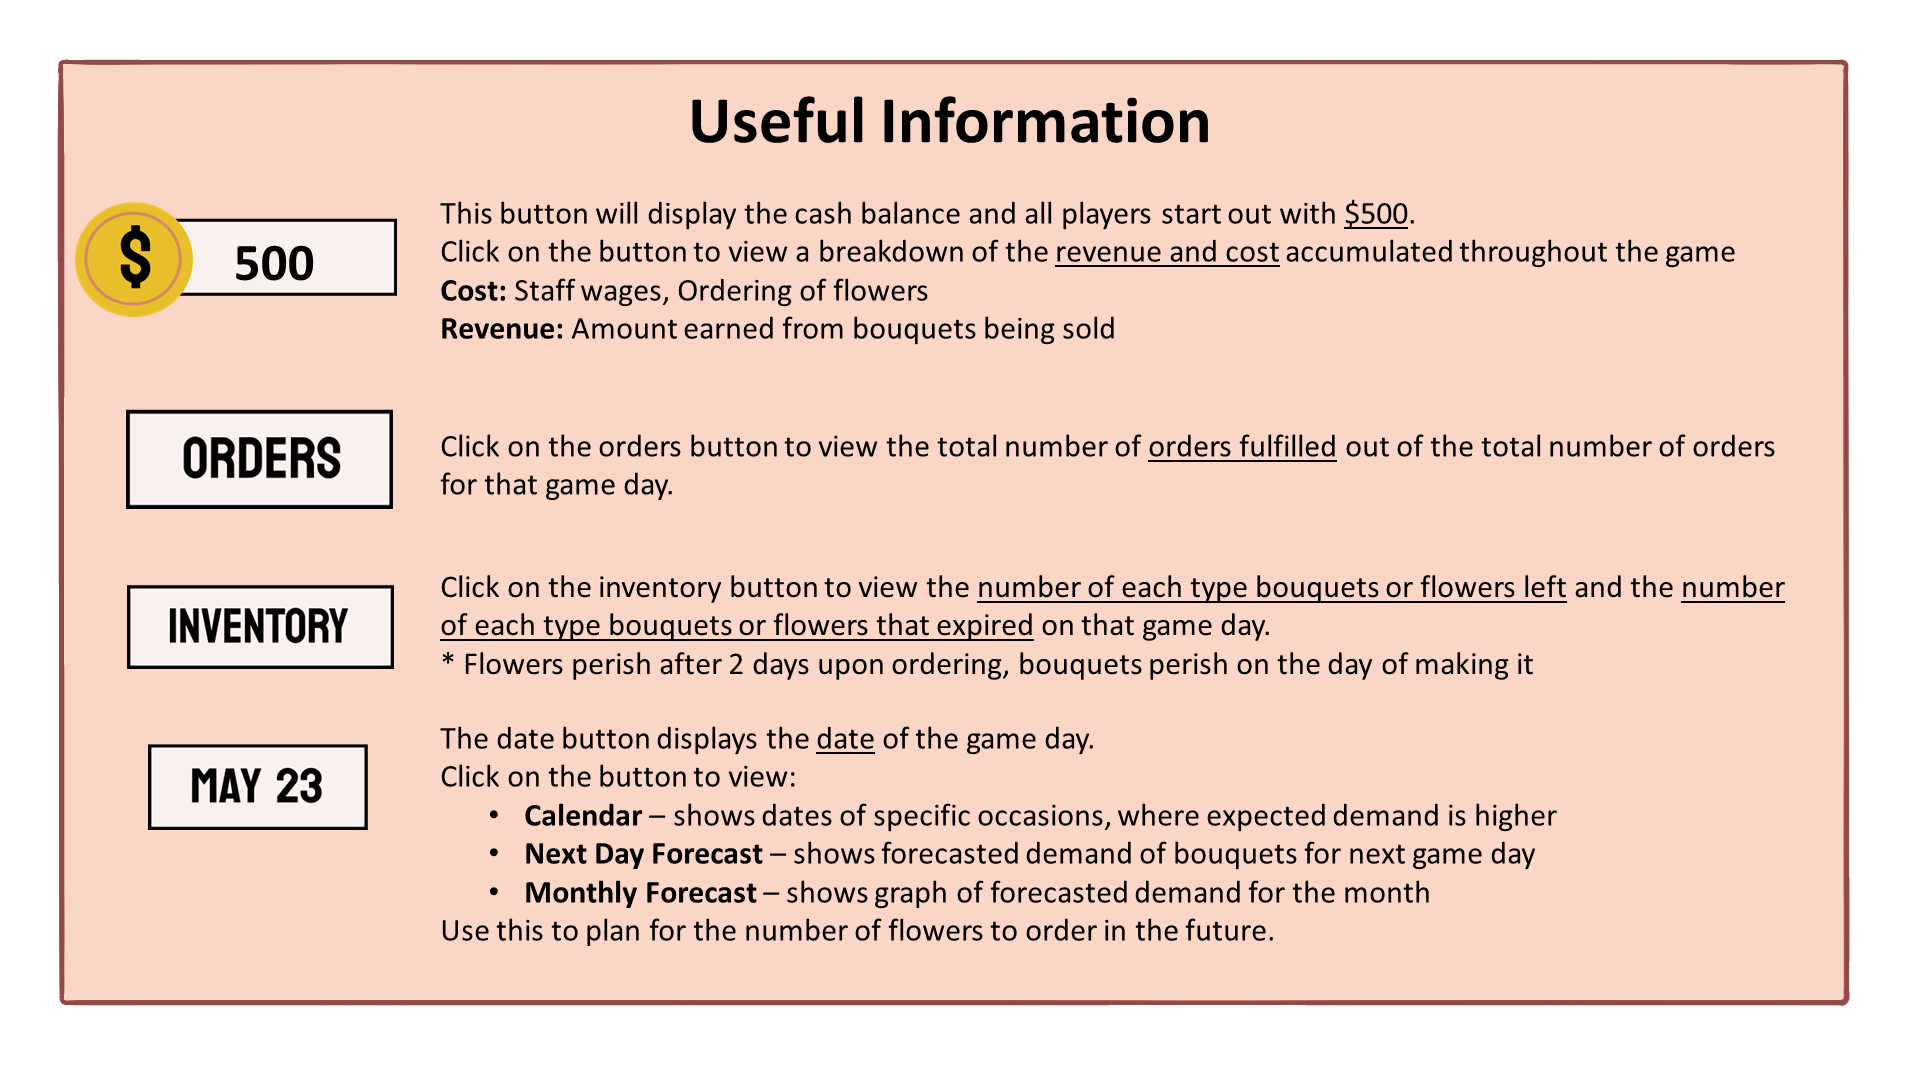 Useful Information
$ 500
This button will display the cash balance and all players start out with $500.
Click on the button to view a breakdown of the revenue and cost accumulated throughout the game
Cost: Staff wages, Ordering of flowers
Revenue: Amount earned from bouquets being sold
ORDERS
Click on the orders button to view the total number of orders fulfilled out of the total number of orders
for that game day.
INVENTORY
Click on the inventory button to view the number of each type bouquets or flowers left and the number
of each type bouquets or flowers that expired on that game day.
* Flowers perish after 2 days upon ordering, bouquets perish on the day of making it
MAY 23
The date button displays the date of the game day.
Click on the button to view:
• Calendar – shows dates of specific occasions, where expected demand is higher
• Next Day Forecast – shows forecasted demand of bouquets for next game day
• Monthly Forecast – shows graph of forecasted demand for the month
Use this to plan for the number of flowers to order in the future.